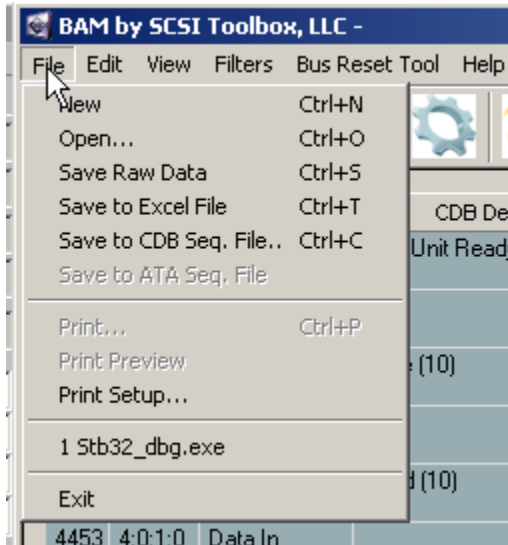 BAM by SCSI Toolbox, LLC -
File Edit View Filters Bus Reset Tool Help
New Ctrl+N
Open... Ctrl+O
Save Raw Data Ctrl+S
Save to Excel File Ctrl+T
CDB De
Save to CDB Seq. File.. Ctrl+C
Unit Read
Save to ATA Seq. File
Print... Ctrl+P
Print Preview
(10)
Print Setup...
1 Stb32_dbg.exe
(10)
Exit
4453 4:0:1:0 Data In